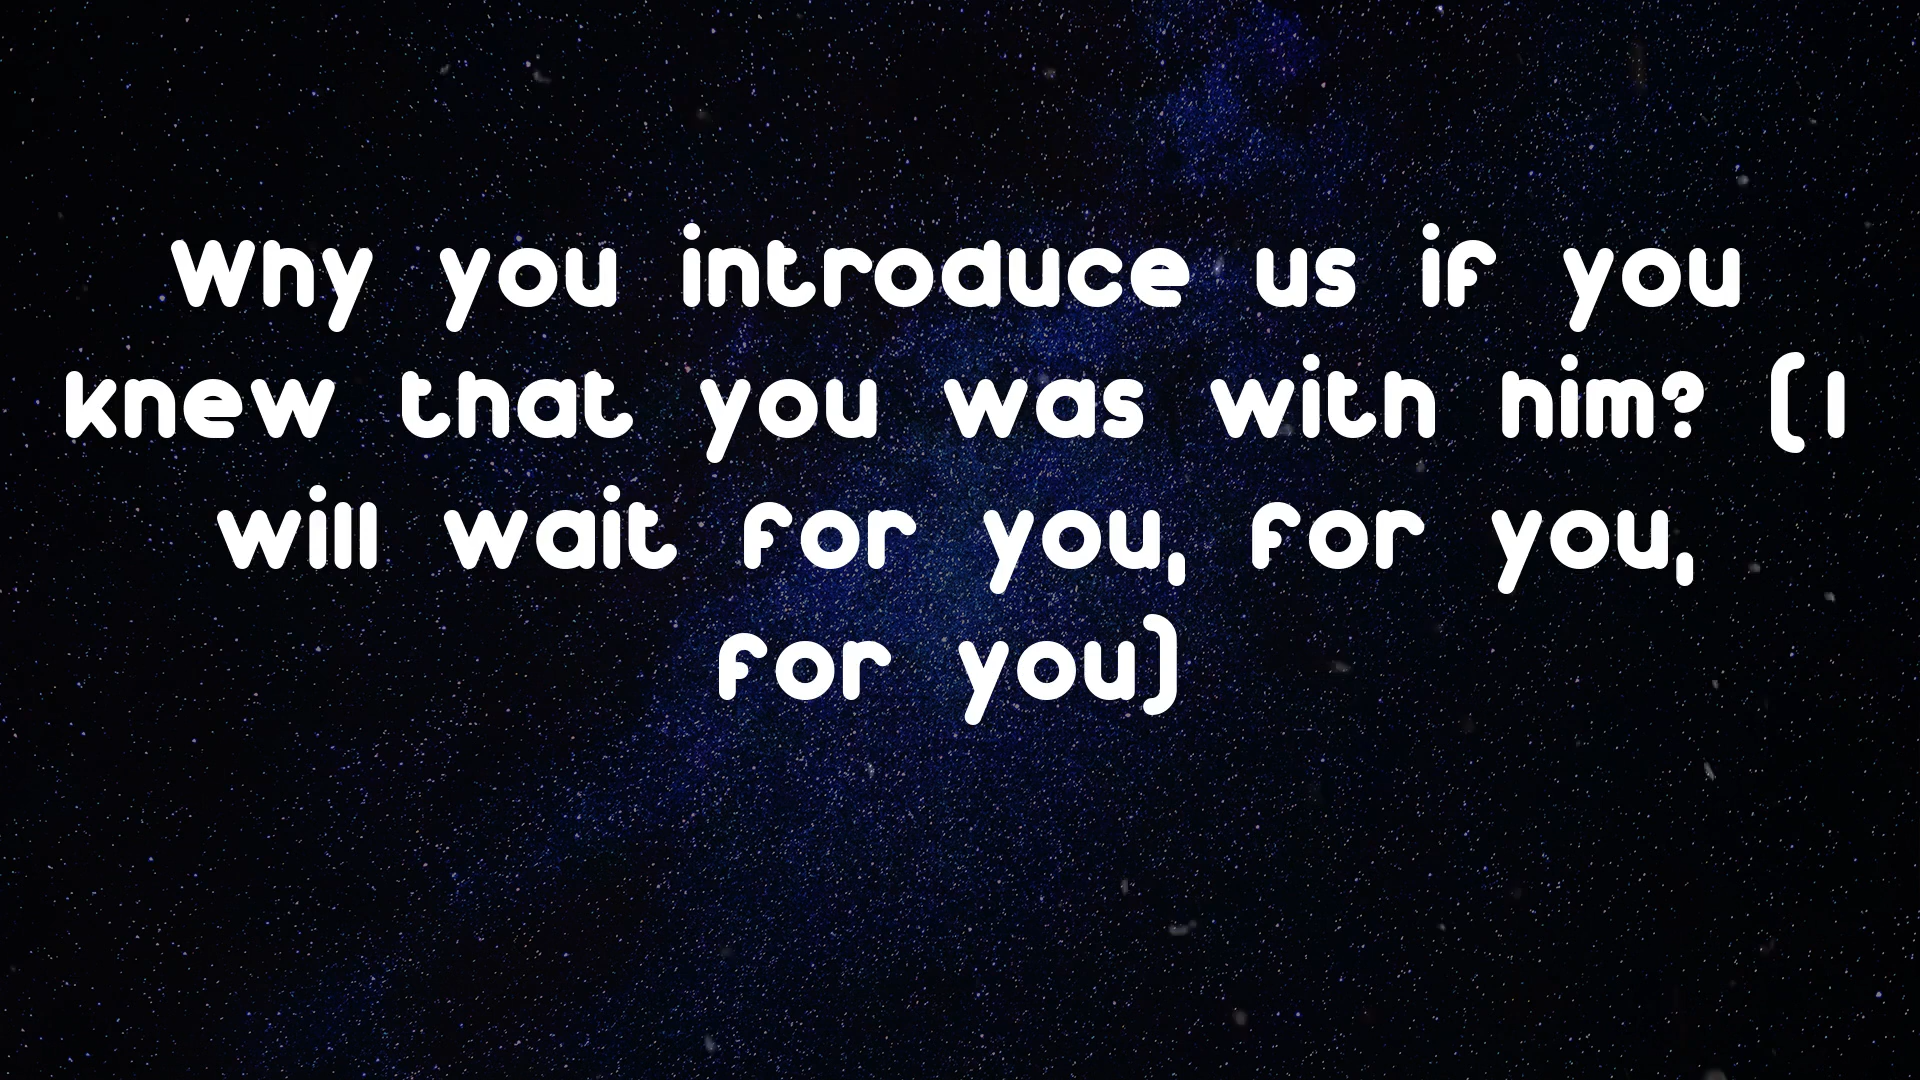 Why you introduce us if you
knew that you was with him? (I
will wait for you, for you,
for you)